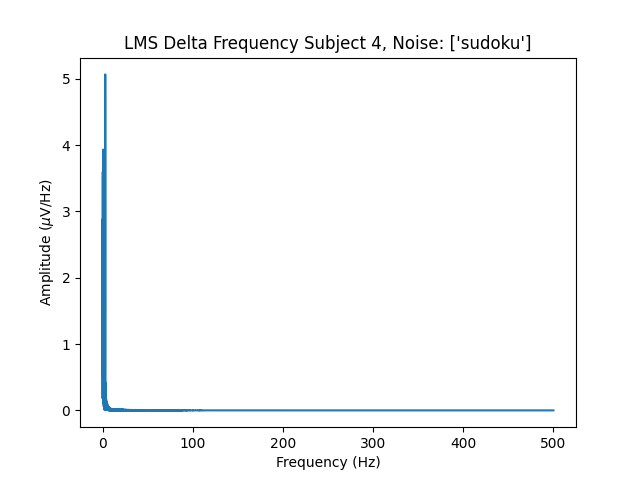 LMS Delta Frequency Subject 4, Noise: ['sudoku']
Amplitude (μV/Hz)
5
4
3
2
1
0
0 100 200 300 400 500
Frequency (Hz)